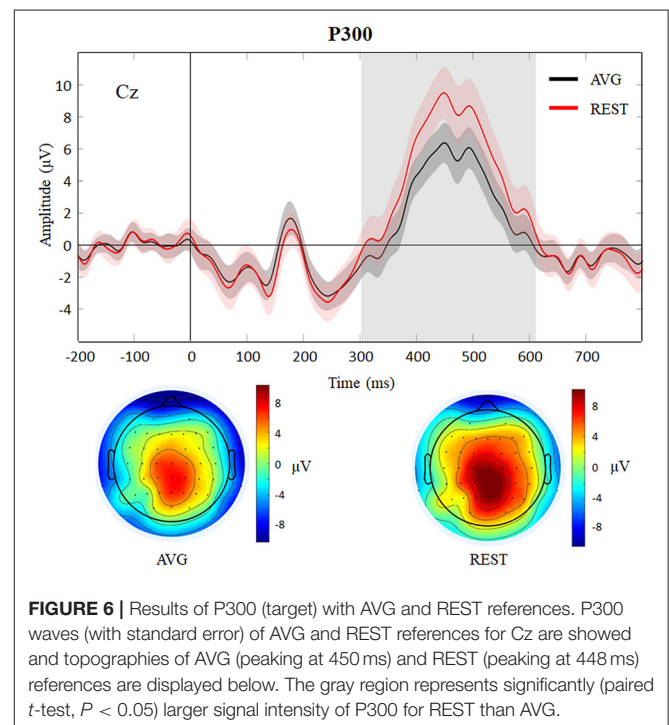 P300
Cz
AVG
REST
Amplitude (µV)
10
8
6
4
2
0
-2
-4
-200
-100
0
100
200
300
400
500
600
700
Time (ms)
8
4
0
-4
-8
µV
AVG
8
4
0
-4
-8
µV
REST
FIGURE 6 | Results of P300 (target) with AVG and REST references. P300
waves (with standard error) of AVG and REST references for Cz are showed
and topographies of AVG (peaking at 450 ms) and REST (peaking at 448 ms)
references are displayed below. The gray region represents significantly (paired
t-test, P < 0.05) larger signal intensity of P300 for REST than AVG.